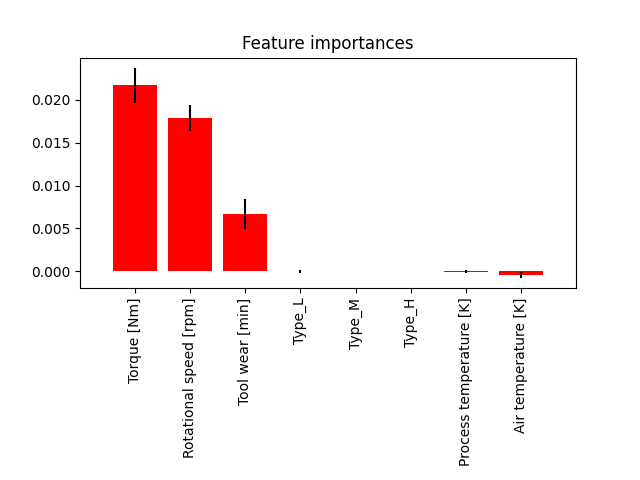 Feature importances
0.020
0.015
0.010
0.005
0.000
Torque [Nm]
Rotational speed [rpm]
Tool wear [min]
Type_L
Type_M
Type_H
Process temperature [K]
Air temperature [K]